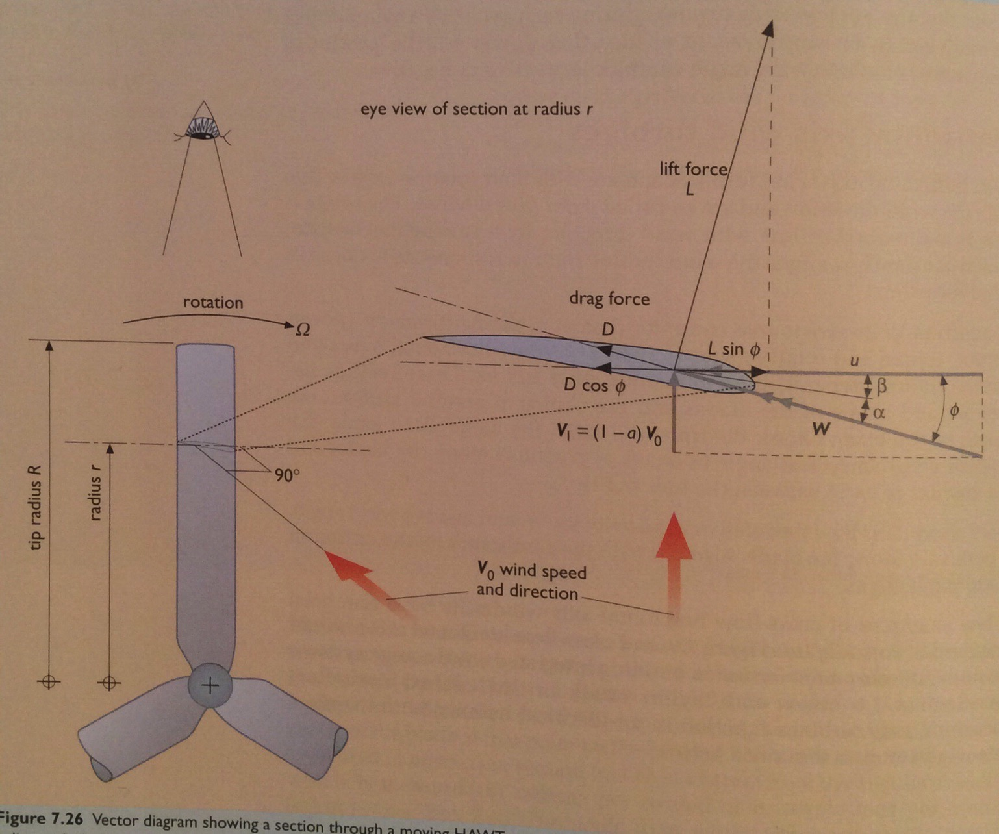 eye view of section at radius r
lift force
L
rotation
Ω
drag force
D
L sin ϕ
u
D cos ϕ
β
α
ϕ
W
V₁ = (1 – a) V₀
90°
tip radius R
radius r
V₀ wind speed
and direction
Figure 7.26 Vector diagram showing a section through a moving HAWT